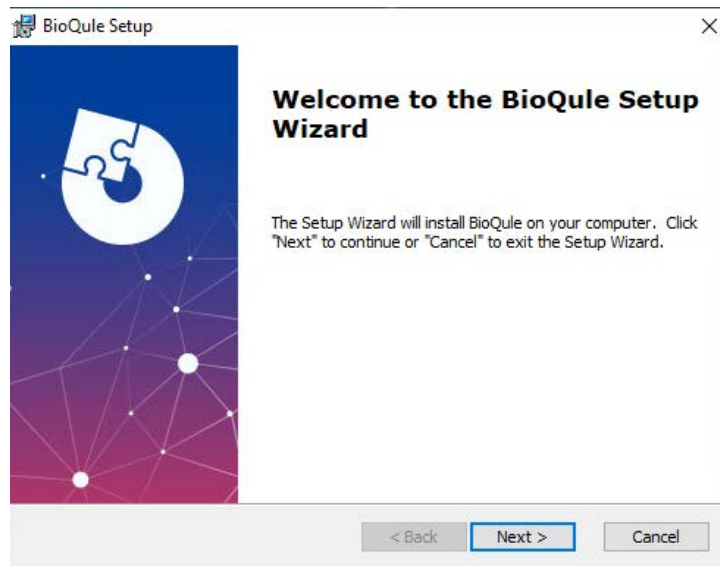 BioQule Setup
Welcome to the BioQule Setup
Wizard
The Setup Wizard will install BioQule on your computer. Click
"Next" to continue or "Cancel" to exit the Setup Wizard.
< Back Next > Cancel